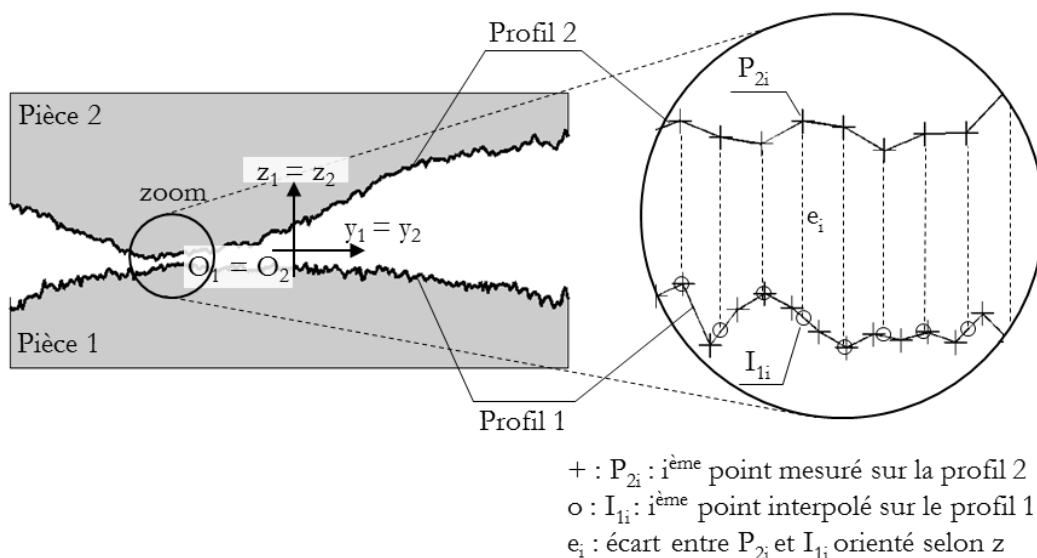 Profil 2
Pièce 2
P2i
z1 = z2
zoom
y1 = y2
ei
O1 = O2
Pièce 1
I1i
Profil 1
+ : P2i : ième point mesuré sur la profil 2
o : I1i : ième point interpolé sur le profil 1
ei : écart entre P2i et I1i orienté selon z